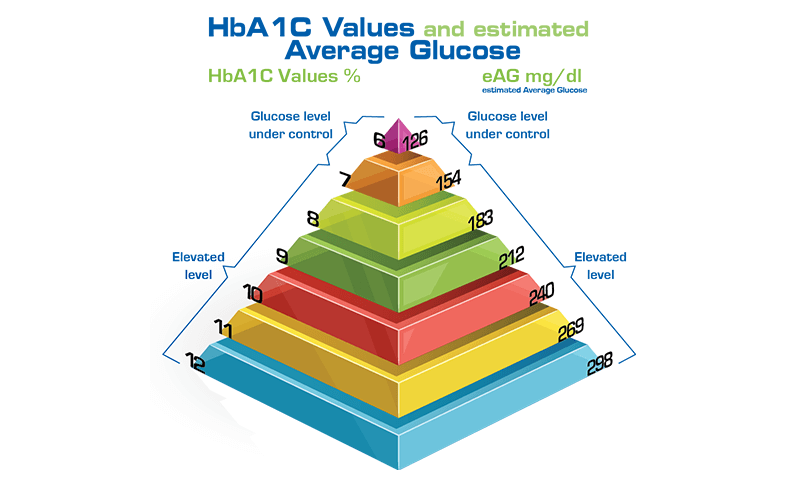 HbA1C Values and estimated
Average Glucose
HbA1C Values %
eAG mg/dl
estimated Average Glucose
Glucose level
under control
Glucose level
under control
6 126
7 154
8 183
9 212
Elevated
level
Elevated
level
10 240
11 269
12 298